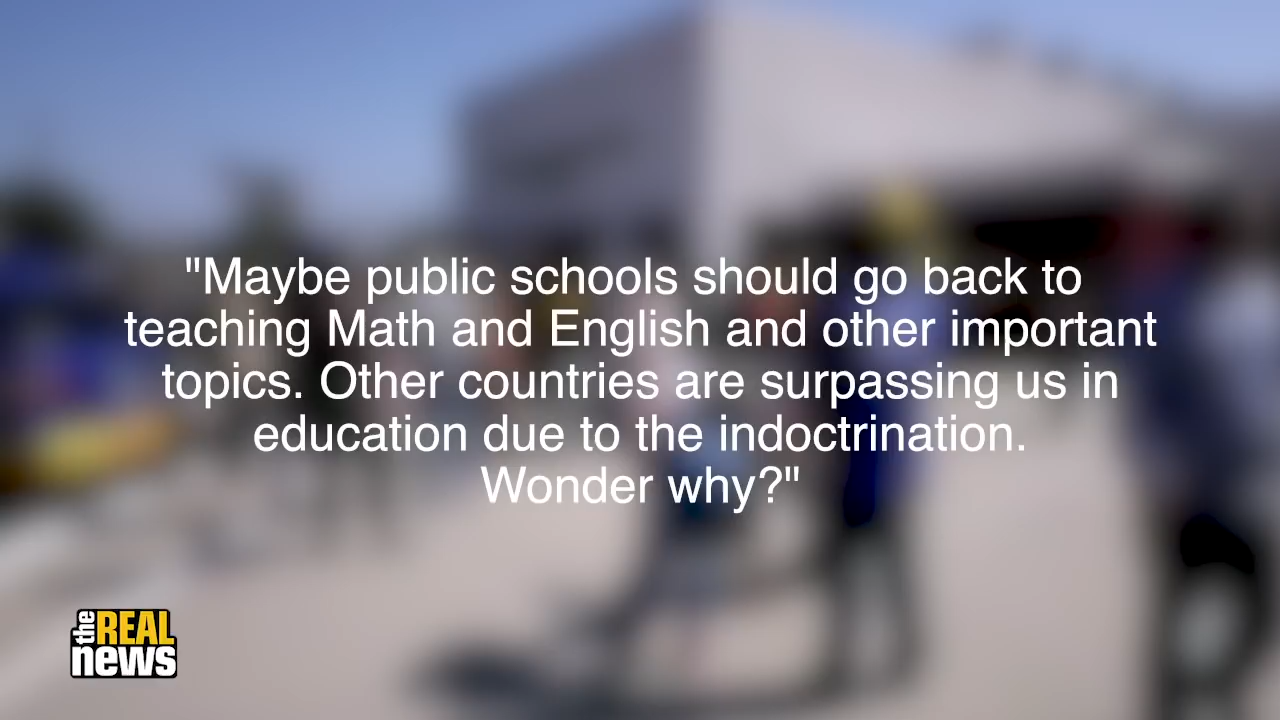 "Maybe public schools should go back to
teaching Math and English and other important
topics. Other countries are surpassing us in
education due to the indoctrination.
Wonder why?"
the REAL
news